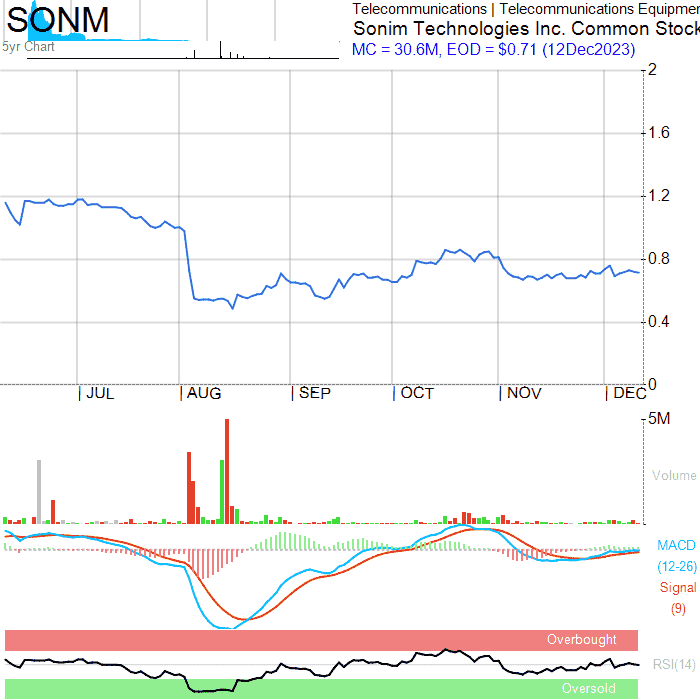 SONM
5yr Chart
Telecommunications | Telecommunications Equipmen
Sonim Technologies Inc. Common Stock
MC = 30.6M, EOD = $0.71 (12Dec2023)
2
1.6
1.2
0.8
0.4
0
| JUL | AUG | SEP | OCT | NOV | DEC
5M
Volume
MACD
(12-26)
Signal
(9)
Overbought
RSI(14)
Oversold